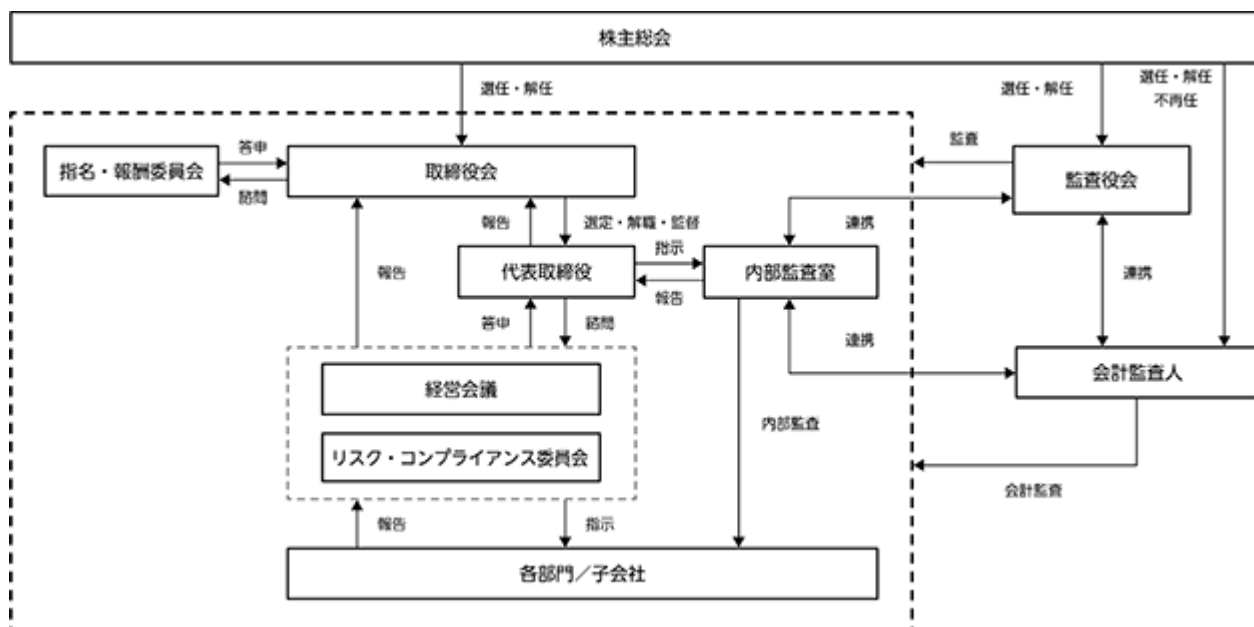 株主総会
選任・解任
選任・解任
選任・解任
不再任
答申
監査
指名・報酬委員会
取締役会
監査役会
諮問
報告
選定・解職・監督
連携
指示
代表取締役
内部監査室
報告
連携
報告
答申
諮問
連携
会計監査人
経営会議
内部監査
リスク・コンプライアンス委員会
会計監査
報告
指示
各部門／子会社